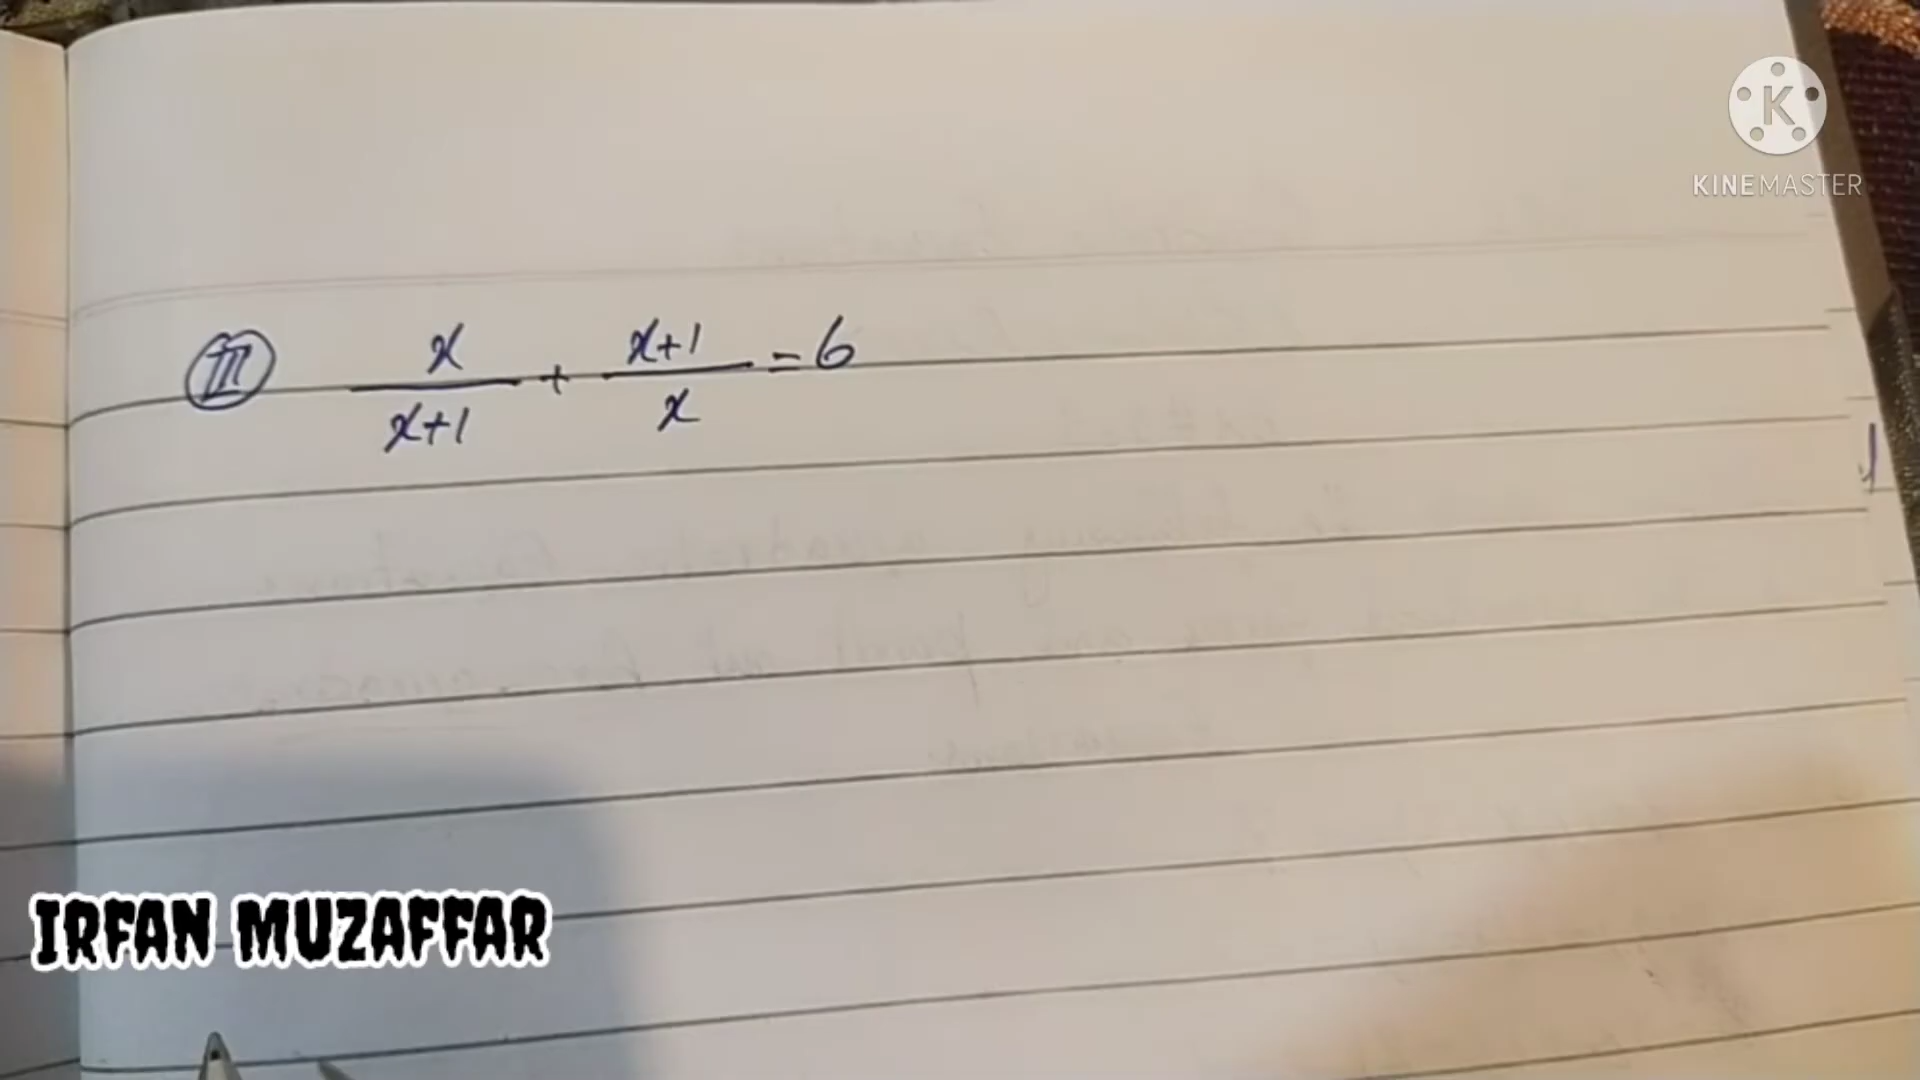 KINEMASTER
III x/(x+1) + (x+1)/x = 6
IRFAN MUZAFFAR